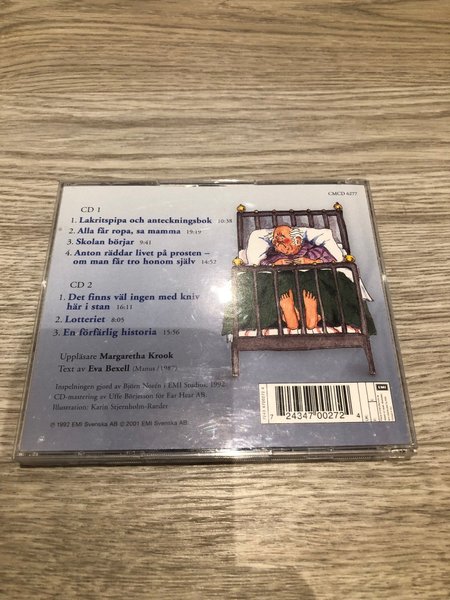 CMCD 6277
CD 1
1. Lakritspipa och anteckningsbok 10:38
2. Alla får ropa, sa mamma 19:19
3. Skolan börjar 9:41
4. Anton räddar livet på prosten –
om man får tro honom själv 14:57
CD 2
1. Det finns väl ingen med kniv
här i stan 16:11
2. Lotteriet 8:05
3. En förfärlig historia 15:56
Uppläsare Margaretha Krook
Text av Eva Bexell (Manus/1987)
Inspelningen gjord av Björn Norén i EMI Studios, 1992.
CD-mastering av Uffe Börjesson för Ear Hear AB.
Illustration: Karin Stjernholm-Ræder
℗ 1992 EMI Svenska AB © 2001 EMI Svenska AB
EMI
7 24347 00272 4